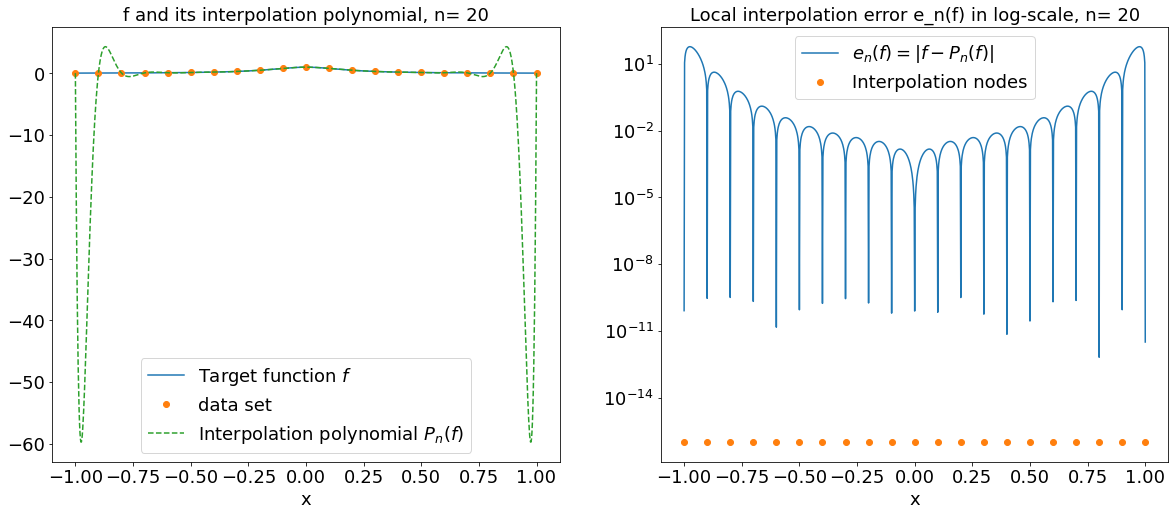 f and its interpolation polynomial, n= 20
0
−10
−20
−30
−40
−50
−60
Target function f
data set
Interpolation polynomial Pₙ(f)
−1.00 −0.75 −0.50 −0.25 0.00 0.25 0.50 0.75 1.00
x
Local interpolation error e_n(f) in log-scale, n= 20
10¹
10⁻²
10⁻⁵
10⁻⁸
10⁻¹¹
10⁻¹⁴
eₙ(f) = |f − Pₙ(f)|
Interpolation nodes
−1.00 −0.75 −0.50 −0.25 0.00 0.25 0.50 0.75 1.00
x